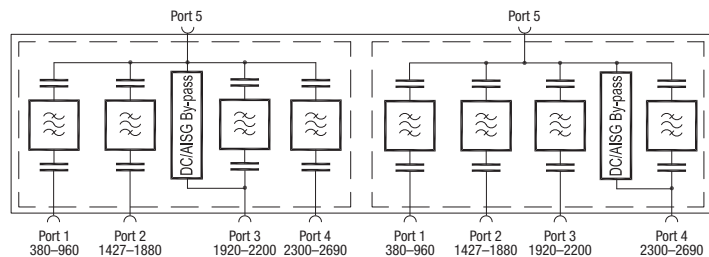 Port 5
Port 5
DC/AISG By-pass
DC/AISG By-pass
Port 1
380–960
Port 2
1427–1880
Port 3
1920–2200
Port 4
2300–2690
Port 1
380–960
Port 2
1427–1880
Port 3
1920–2200
Port 4
2300–2690